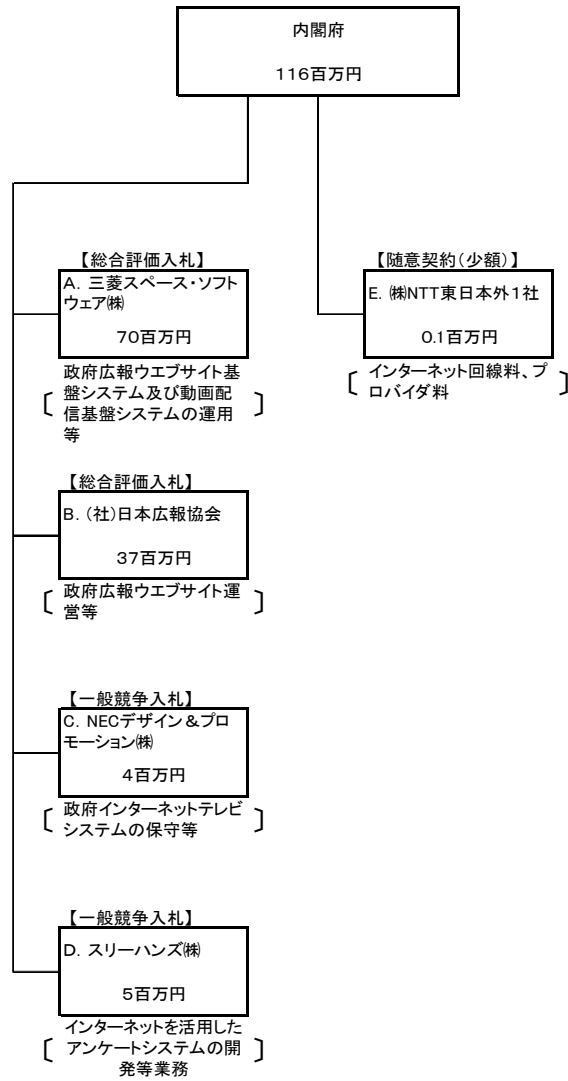 内閣府
116百万円
【総合評価入札】
A. 三菱スペース・ソフト
ウェア㈱
70百万円
政府広報ウエブサイト基
盤システム及び動画配
信基盤システムの運用
等
【随意契約(少額)】
E. ㈱NTT東日本外1社
0.1百万円
インターネット回線料、プ
ロバイダ料
【総合評価入札】
B. (社)日本広報協会
37百万円
政府広報ウエブサイト運
営等
【一般競争入札】
C. NECデザイン&プロ
モーション㈱
4百万円
政府インターネットテレビ
システムの保守等
【一般競争入札】
D. スリーハンズ㈱
5百万円
インターネットを活用した
アンケートシステムの開
発等業務